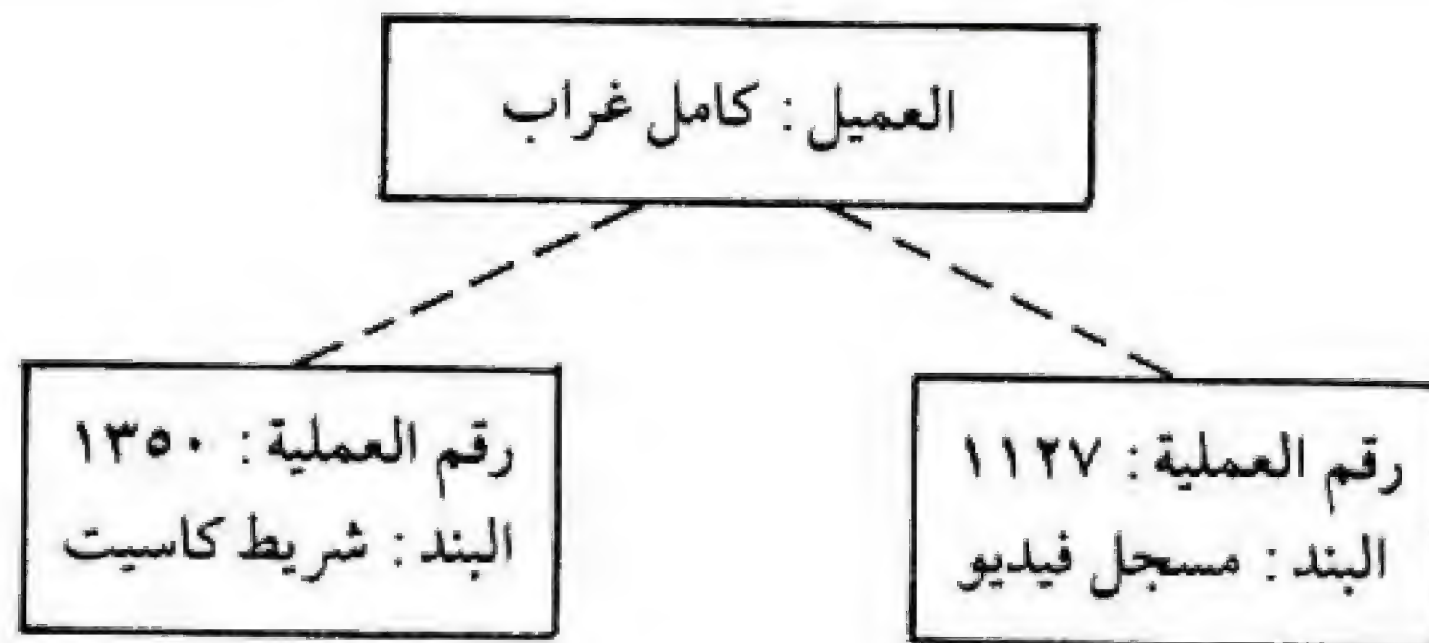 العميل : كامل غراب
رقم العملية : ١١٢٧
البند : مسجل فيديو
رقم العملية : ١٣٥٠
البند : شريط كاسيت